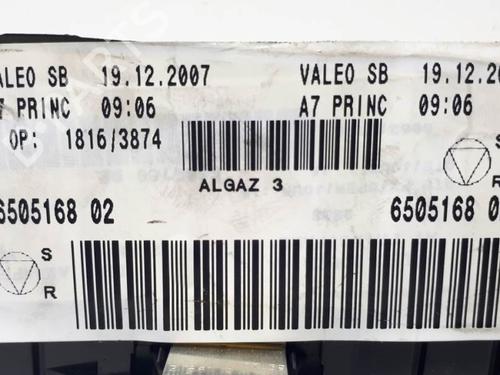 VALEO SB 19.12.2007 VALEO SB 19.12.20
A7 PRINC 09:06 A7 PRINC 09:06
OP: 1816/3874
ALGAZ 3
6505168 02 6505168 0
S S
R R